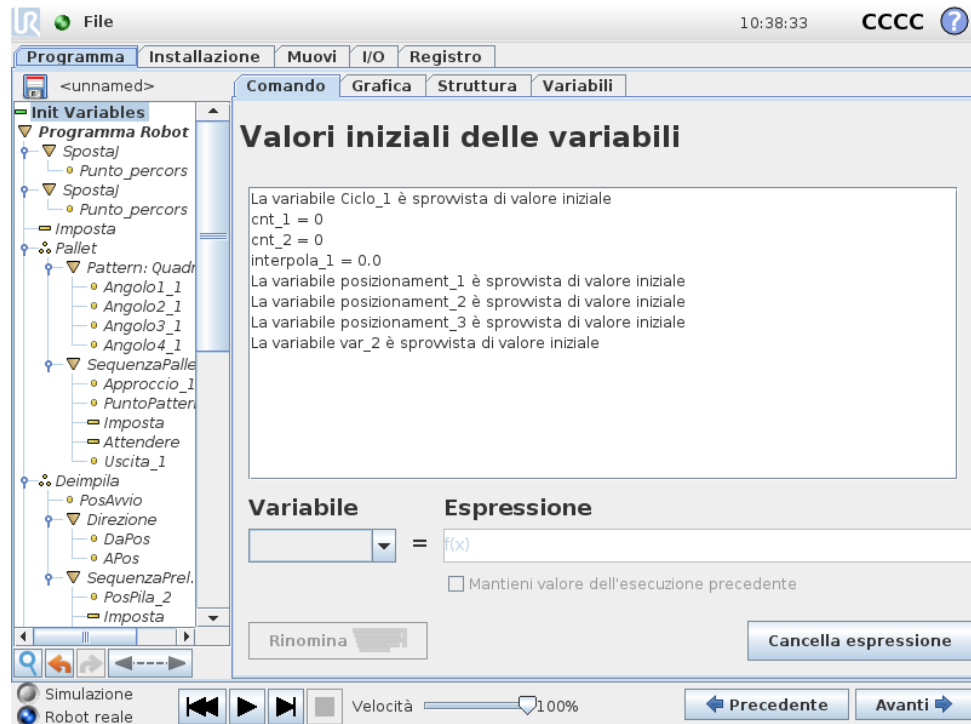 UR
File
10:38:33
CCCC
?
Programma
Installazione
Muovi
I/O
Registro
<unnamed>
Comando
Grafica
Struttura
Variabili
Init Variables
Programma Robot
SpostaJ
Punto_percors
SpostaJ
Punto_percors
Imposta
Pallet
Pattern: Quadr
Angolo1_1
Angolo2_1
Angolo3_1
Angolo4_1
SequenzaPalle
Approccio_1
PuntoPatter
Imposta
Attendere
Uscita_1
Deimpila
PosAvvio
Direzione
DaPos
APos
SequenzaPrel.
PosPila_2
Imposta
Valori iniziali delle variabili
La variabile Ciclo_1 è sprovvista di valore iniziale
cnt_1 = 0
cnt_2 = 0
interpola_1 = 0.0
La variabile posizionament_1 è sprovvista di valore iniziale
La variabile posizionament_2 è sprovvista di valore iniziale
La variabile posizionament_3 è sprovvista di valore iniziale
La variabile var_2 è sprovvista di valore iniziale
Variabile
Espressione
=
f(x)
Mantieni valore dell'esecuzione precedente
Rinomina
Cancella espressione
Simulazione
Robot reale
Velocità
100%
Precedente
Avanti